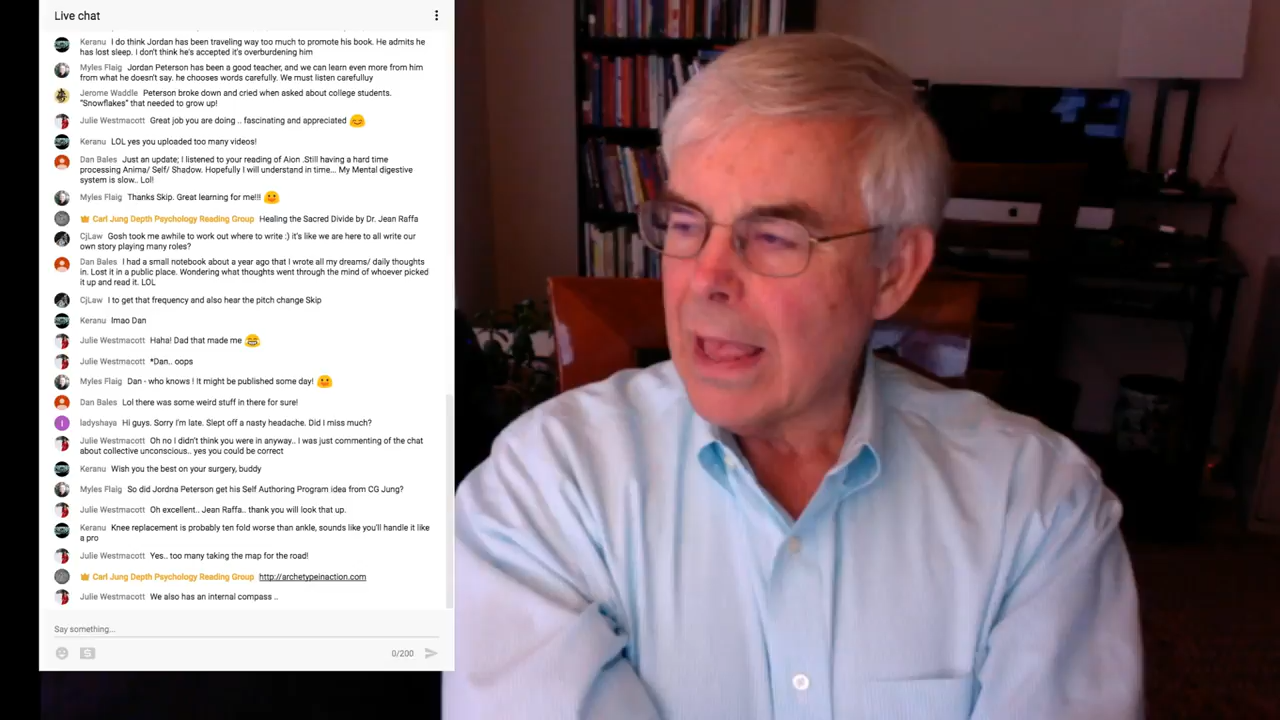 Live chat
Keranu I do think Jordan has been traveling way too much to promote his book. He admits he
has lost sleep. I don't think he's accepted it's overburdening him
Myles Flaig Jordan Peterson has been a good teacher, and we can learn even more from him
from what he doesn't say. he chooses words carefully. We must listen carefulluy
Jerome Waddle Peterson broke down and cried when asked about college students.
"Snowflakes" that needed to grow up!
Julie Westmacott Great job you are doing .. fascinating and appreciated
Keranu LOL yes you uploaded too many videos!
Dan Bales Just an update; I listened to your reading of Aion .Still having a hard time
processing Anima/ Self/ Shadow. Hopefully I will understand in time... My Mental digestive
system is slow.. Lol!
Myles Flaig Thanks Skip. Great learning for me!!!
Carl Jung Depth Psychology Reading Group Healing the Sacred Divide by Dr. Jean Raffa
CjLaw Gosh took me awhile to work out where to write :) it's like we are here to all write our
own story playing many roles?
Dan Bales I had a small notebook about a year ago that I wrote all my dreams/ daily thoughts
in. Lost it in a public place. Wondering what thoughts went through the mind of whoever picked
it up and read it. LOL
CjLaw I to get that frequency and also hear the pitch change Skip
Keranu lmao Dan
Julie Westmacott Haha! Dad that made me
Julie Westmacott *Dan.. oops
Myles Flaig Dan - who knows ! It might be published some day!
Dan Bales Lol there was some weird stuff in there for sure!
I ladyshaya Hi guys. Sorry I'm late. Slept off a nasty headache. Did I miss much?
Julie Westmacott Oh no I didn't think you were in anyway.. I was just commenting of the chat
about collective unconscious.. yes you could be correct
Keranu Wish you the best on your surgery, buddy
Myles Flaig So did Jordna Peterson get his Self Authoring Program idea from CG Jung?
Julie Westmacott Oh excellent.. Jean Raffa.. thank you will look that up.
Keranu Knee replacement is probably ten fold worse than ankle, sounds like you'll handle it like
a pro
Julie Westmacott Yes.. too many taking the map for the road!
Carl Jung Depth Psychology Reading Group http://archetypeinaction.com
Julie Westmacott We also has an internal compass ..
Say something...
S 0/200